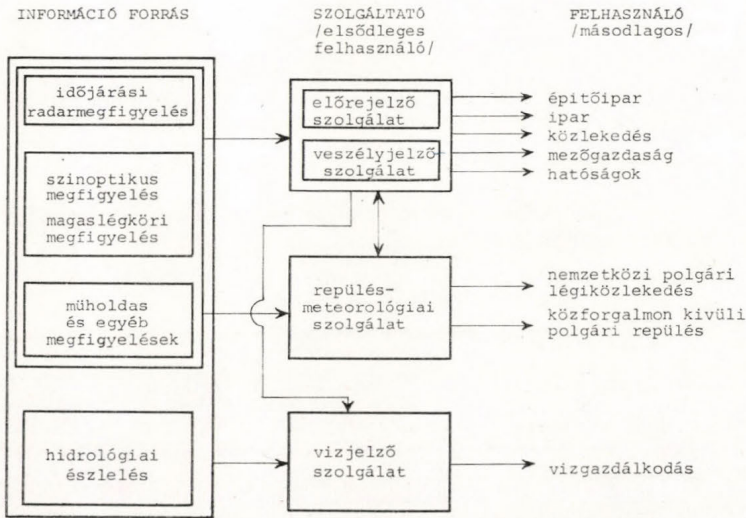 INFORMÁCIÓ FORRÁS
SZOLGÁLTATÓ
/elsődleges
felhasználó/
FELHASZNÁLÓ
/másodlagos/
időjárási
radarmegfigyelés
szinoptikus
megfigyelés
magaslégköri
megfigyelés
műholdas
és egyéb
megfigyelések
hidrológiai
észlelés
előrejelző
szolgálat
veszélyjelző
szolgálat
repülés-
meteorológiai
szolgálat
vizjelző
szolgálat
épitőipar
ipar
közlekedés
mezőgazdaság
hatóságok
nemzetközi polgári
légiközlekedés
közforgalmon kivüli
polgári repülés
vizgazdálkodás